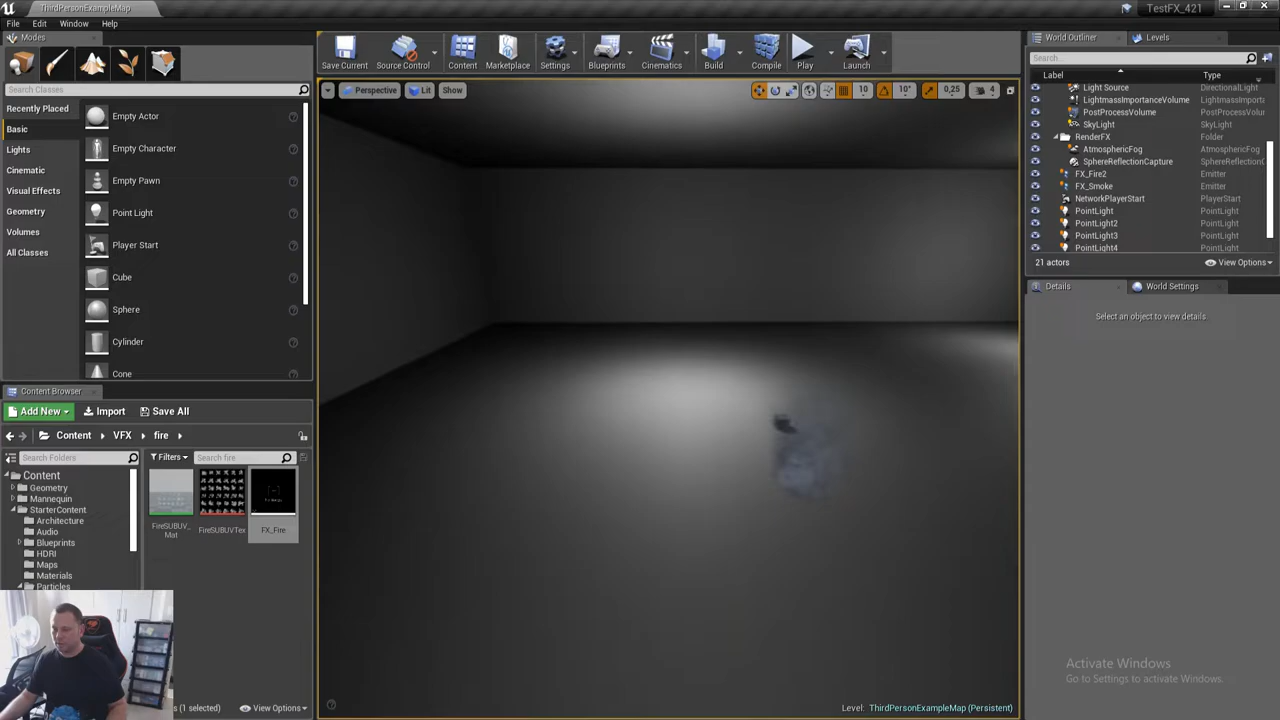 ThirdPersonExampleMap
TestFX_421
File Edit Window Help
Modes
Search Classes
Recently Placed
Basic
Lights
Cinematic
Visual Effects
Geometry
Volumes
All Classes
Empty Actor
Empty Character
Empty Pawn
Point Light
Player Start
Cube
Sphere
Cylinder
Cone
Save Current
Source Control
Content
Marketplace
Settings
Blueprints
Cinematics
Build
Compile
Play
Launch
Perspective Lit Show
10 10° 0,25 4
World Outliner Levels
Search...
Label Type
Light Source DirectionalLight
LightmassImportanceVolume LightmassImporta
PostProcessVolume PostProcessVolu
SkyLight SkyLight
RenderFX Folder
AtmosphericFog AtmosphericFog
SphereReflectionCapture SphereReflectionC
FX_Fire2 Emitter
FX_Smoke Emitter
NetworkPlayerStart PlayerStart
PointLight PointLight
PointLight2 PointLight
PointLight3 PointLight
PointLight4 PointLight
21 actors View Options
Details World Settings
Select an object to view details.
Content Browser
Add New Import Save All
Content VFX fire
Search Folders
Filters Search fire
Content
Geometry
Mannequin
StarterContent
Architecture
Audio
Blueprints
HDRI
Maps
Materials
Particles
FireSUBUV_
Mat
FireSUBUVTex
FX_Fire
(1 selected) View Options
Activate Windows
Go to Settings to activate Windows.
Level: ThirdPersonExampleMap (Persistent)